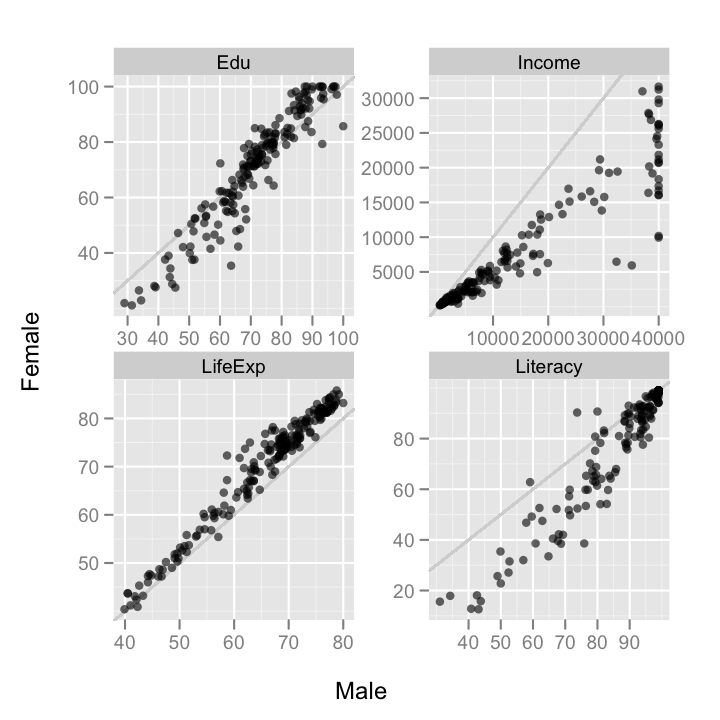 Edu
Income
100
80
60
40
30 40 50 60 70 80 90 100
30000
25000
20000
15000
10000
5000
10000 20000 30000 40000
Female
LifeExp
Literacy
80
70
60
50
40 50 60 70 80
80
60
40
20
40 50 60 70 80 90
Male